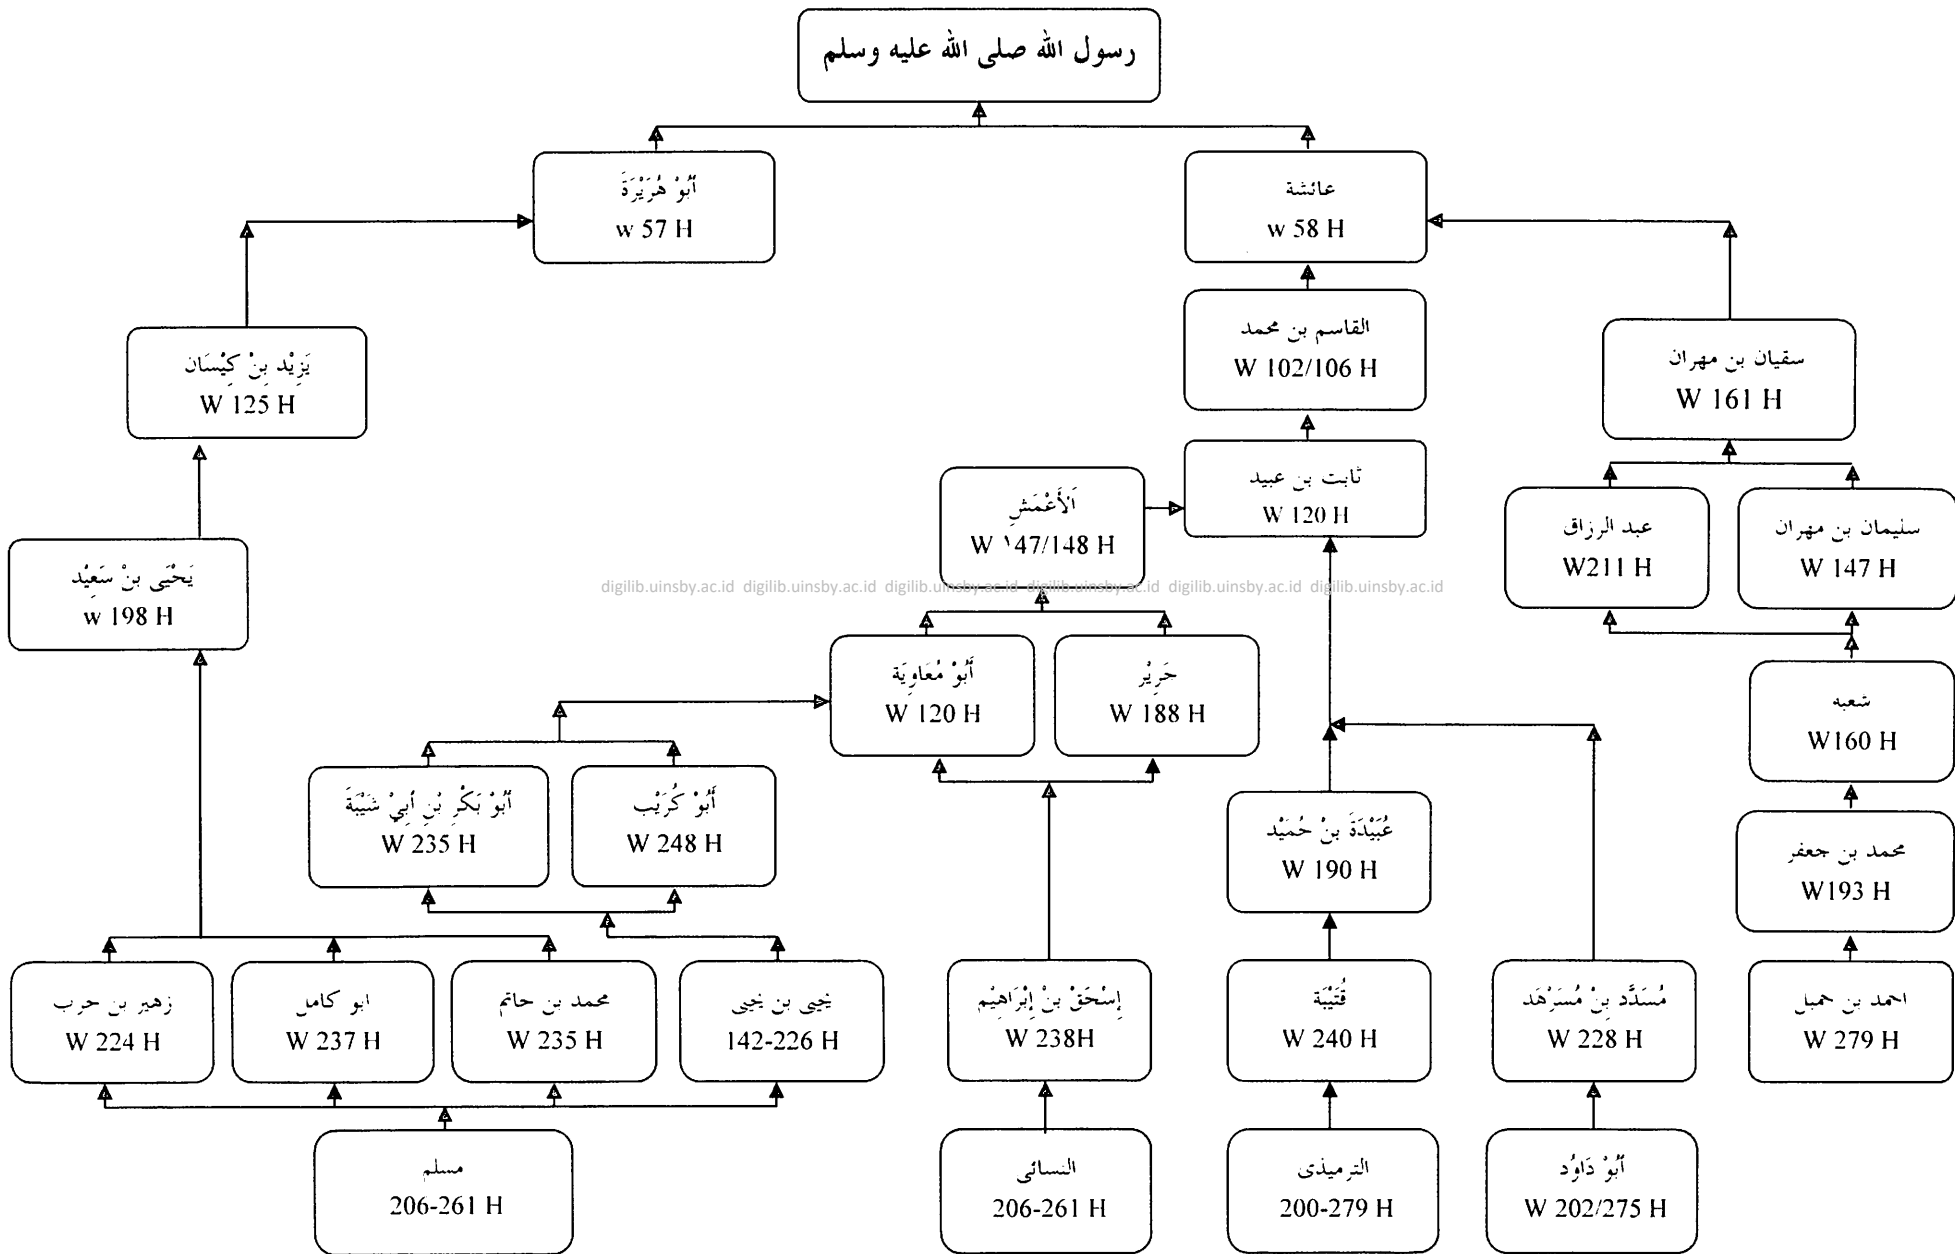 رسول الله صلى الله عليه وسلم
أَبُوْ هُرَيْرَةَ
w 57 H
عائشة
w 58 H
القاسم بن محمد
W 102/106 H
سقيان بن مهران
W 161 H
يَزِيْد بِنْ كِيْسَان
W 125 H
ثابت بن عبيد
W 120 H
اَلأَعْمَشِ
W 147/148 H
عبد الرزاق
W211 H
سليمان بن مهران
W 147 H
يَحْيَى بنْ سَعِيْد
w 198 H
digilib.uinsby.ac.id digilib.uinsby.ac.id digilib.uinsby.ac.id digilib.uinsby.ac.id digilib.uinsby.ac.id digilib.uinsby.ac.id
أَبُوْ مُعَاوِيَة
W 120 H
حَرِيْر
W 188 H
شعبه
W160 H
أَبُوْ بَكْرِ بْنِ أَبِيْ شَيْبَةَ
W 235 H
أَبُوْ كُرَيْب
W 248 H
عُبَيْدَةَ بنْ حُمَيْد
W 190 H
محمد بن جعفر
W193 H
زهير بن حرب
W 224 H
ابو كامل
W 237 H
محمد بن حاتم
W 235 H
يحيى بن يحيى
142-226 H
إِسْحَقْ بنْ إِبْرَاهِيْم
W 238H
قُتَيْبَة
W 240 H
مُسَدَّد بِنْ مُسَرْهَد
W 228 H
احمد بن حمبل
W 279 H
مسلم
206-261 H
النسائى
206-261 H
الترميذى
200-279 H
أَبُوْ دَاوُد
W 202/275 H